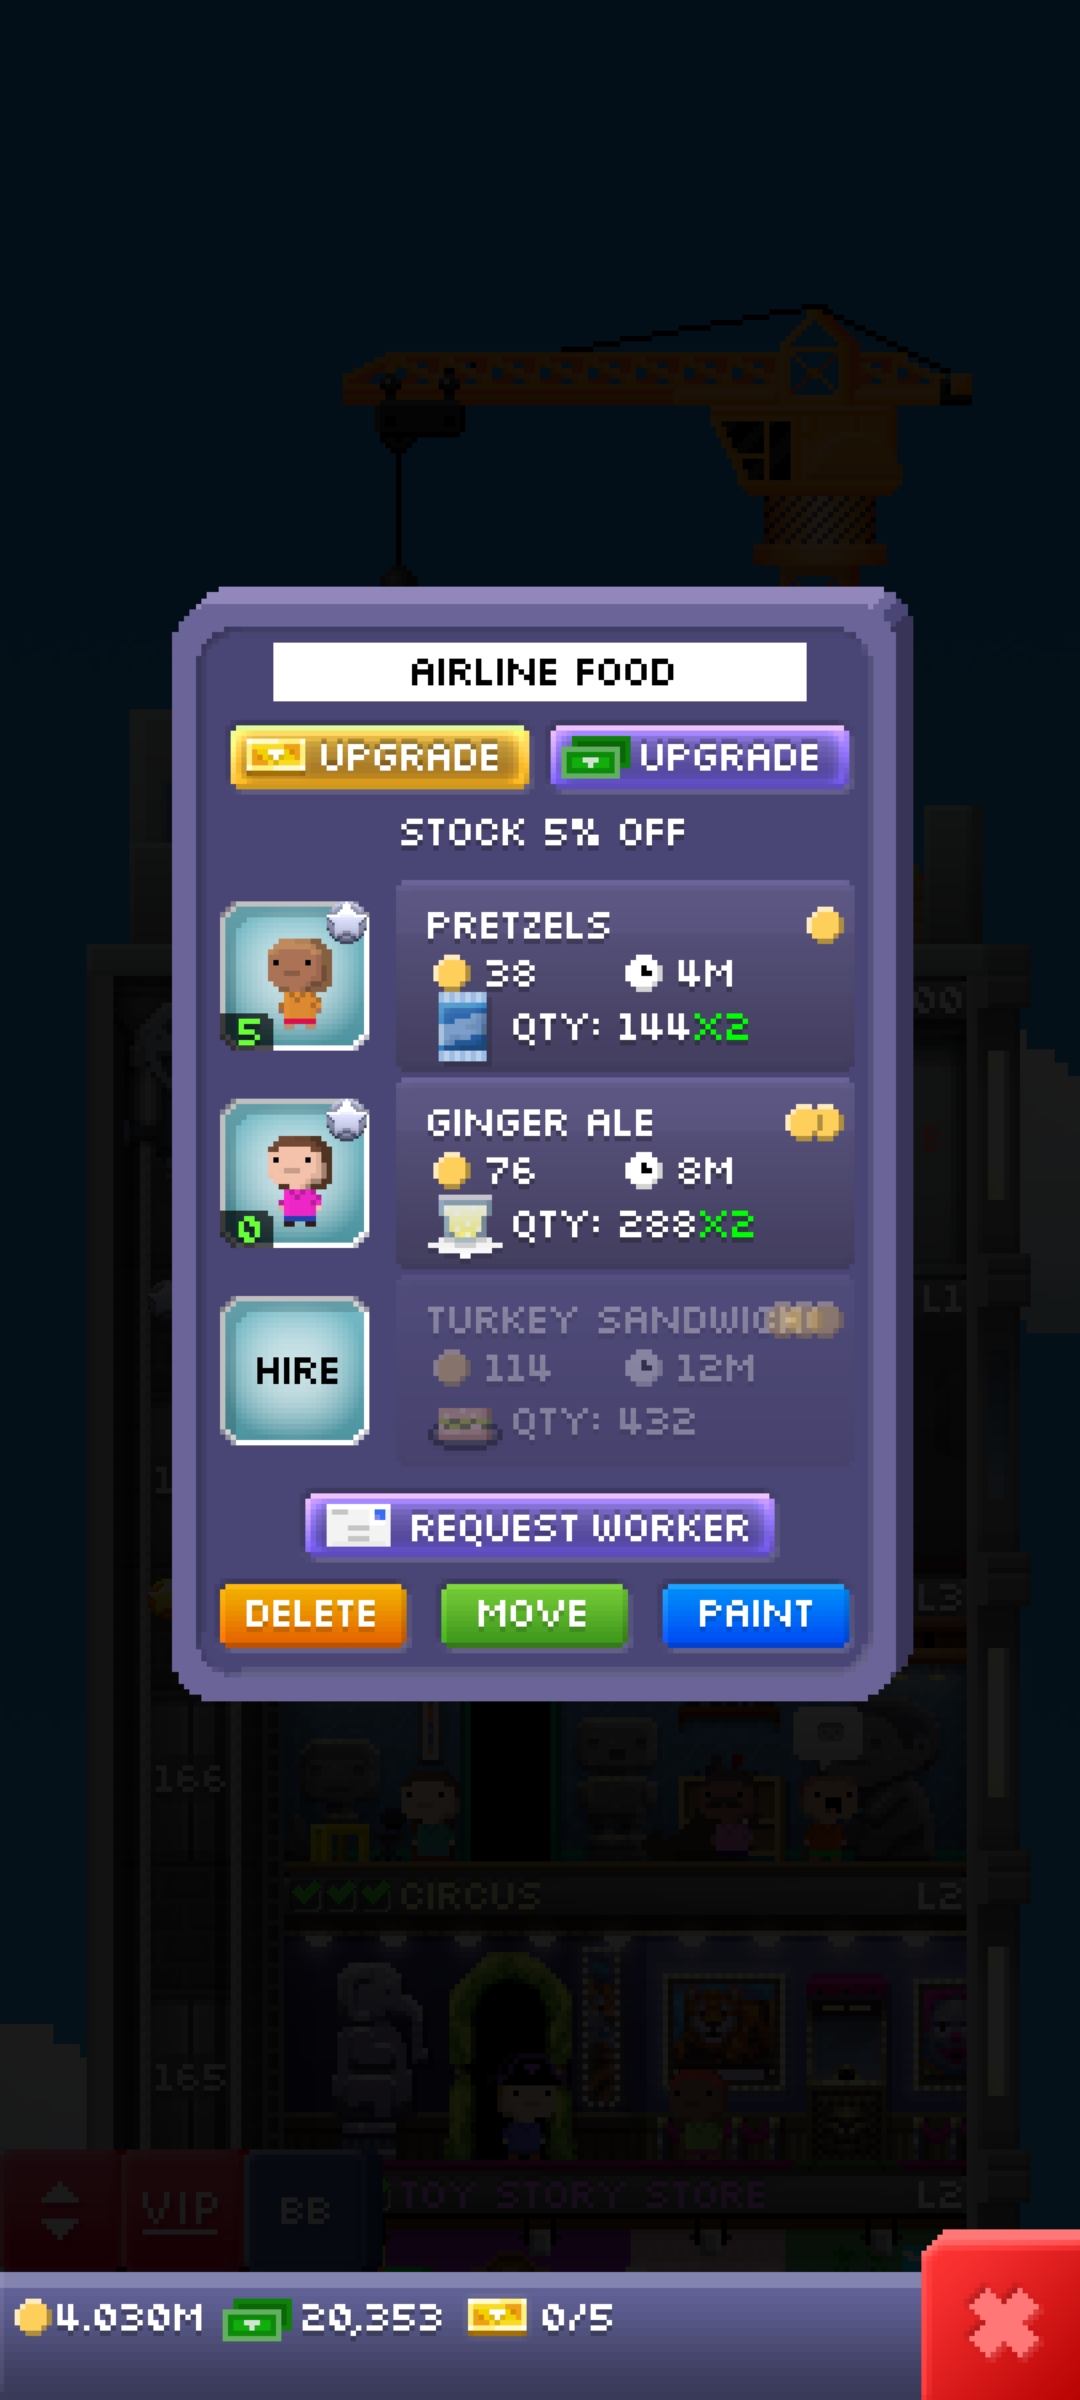 AIRLINE FOOD
UPGRADE UPGRADE
STOCK 5% OFF
PRETZELS
38 4M
5 QTY: 144X2
GINGER ALE
76 8M
0 QTY: 288X2
TURKEY
HIRE 114 12M
QTY: 432
REQUEST WORKER
DELETE MOVE PAINT
L1
L3
166
CIRCUS L2
165
VIP BB TOY STORY STORE L2
4.030M 20,353 0/5